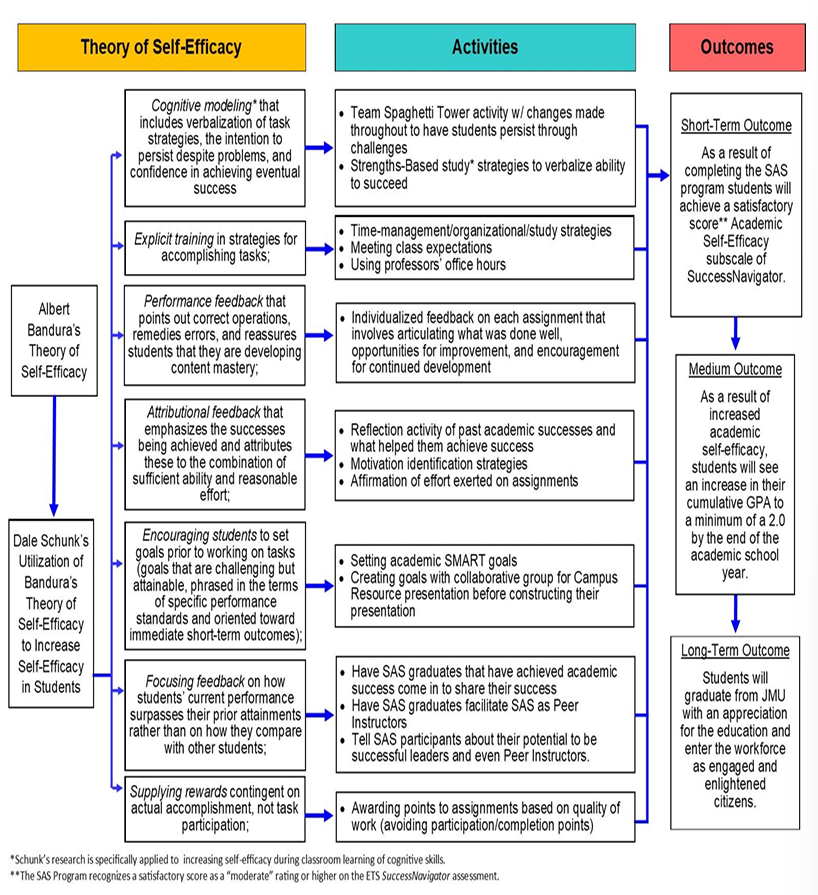 Theory of Self-Efficacy
Activities
Outcomes
Albert
Bandura's
Theory of
Self-Efficacy
Dale Schunk's
Utilization of
Bandura's
Theory of
Self-Efficacy
to Increase
Self-Efficacy
in Students
Cognitive modeling* that
includes verbalization of task
strategies, the intention to
persist despite problems, and
confidence in achieving eventual
success
• Team Spaghetti Tower activity w/ changes made
throughout to have students persist through
challenges
• Strengths-Based study* strategies to verbalize ability
to succeed
Explicit training in strategies for
accomplishing tasks;
• Time-management/organizational/study strategies
• Meeting class expectations
• Using professors' office hours
Performance feedback that
points out correct operations,
remedies errors, and reassures
students that they are developing
content mastery;
• Individualized feedback on each assignment that
involves articulating what was done well,
opportunities for improvement, and encouragement
for continued development
Attributional feedback that
emphasizes the successes
being achieved and attributes
these to the combination of
sufficient ability and reasonable
effort;
• Reflection activity of past academic successes and
what helped them achieve success
• Motivation identification strategies
• Affirmation of effort exerted on assignments
Encouraging students to set
goals prior to working on tasks
(goals that are challenging but
attainable, phrased in the terms
of specific performance
standards and oriented toward
immediate short-term outcomes);
• Setting academic SMART goals
• Creating goals with collaborative group for Campus
Resource presentation before constructing their
presentation
Focusing feedback on how
students' current performance
surpasses their prior attainments
rather than on how they compare
with other students;
• Have SAS graduates that have achieved academic
success come in to share their success
• Have SAS graduates facilitate SAS as Peer
Instructors
• Tell SAS participants about their potential to be
successful leaders and even Peer Instructors.
Supplying rewards contingent on
actual accomplishment, not task
participation;
• Awarding points to assignments based on quality of
work (avoiding participation/completion points)
Short-Term Outcome
As a result of
completing the SAS
program students will
achieve a satisfactory
score** Academic
Self-Efficacy
subscale of
SuccessNavigator.
Medium Outcome
As a result of
increased
academic
self-efficacy,
students will see
an increase in their
cumulative GPA to
a minimum of a 2.0
by the end of the
academic school
year.
Long-Term Outcome
Students will
graduate from JMU
with an appreciation
for the education and
enter the workforce
as engaged and
enlightened
citizens.
*Schunk's research is specifically applied to increasing self-efficacy during classroom learning of cognitive skills.
**The SAS Program recognizes a satisfactory score as a "moderate" rating or higher on the ETS SuccessNavigator assessment.